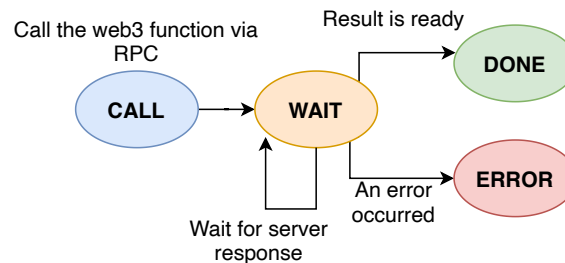 Call the web3 function via
RPC
CALL
WAIT
Result is ready
DONE
An error
occurred
ERROR
Wait for server
response